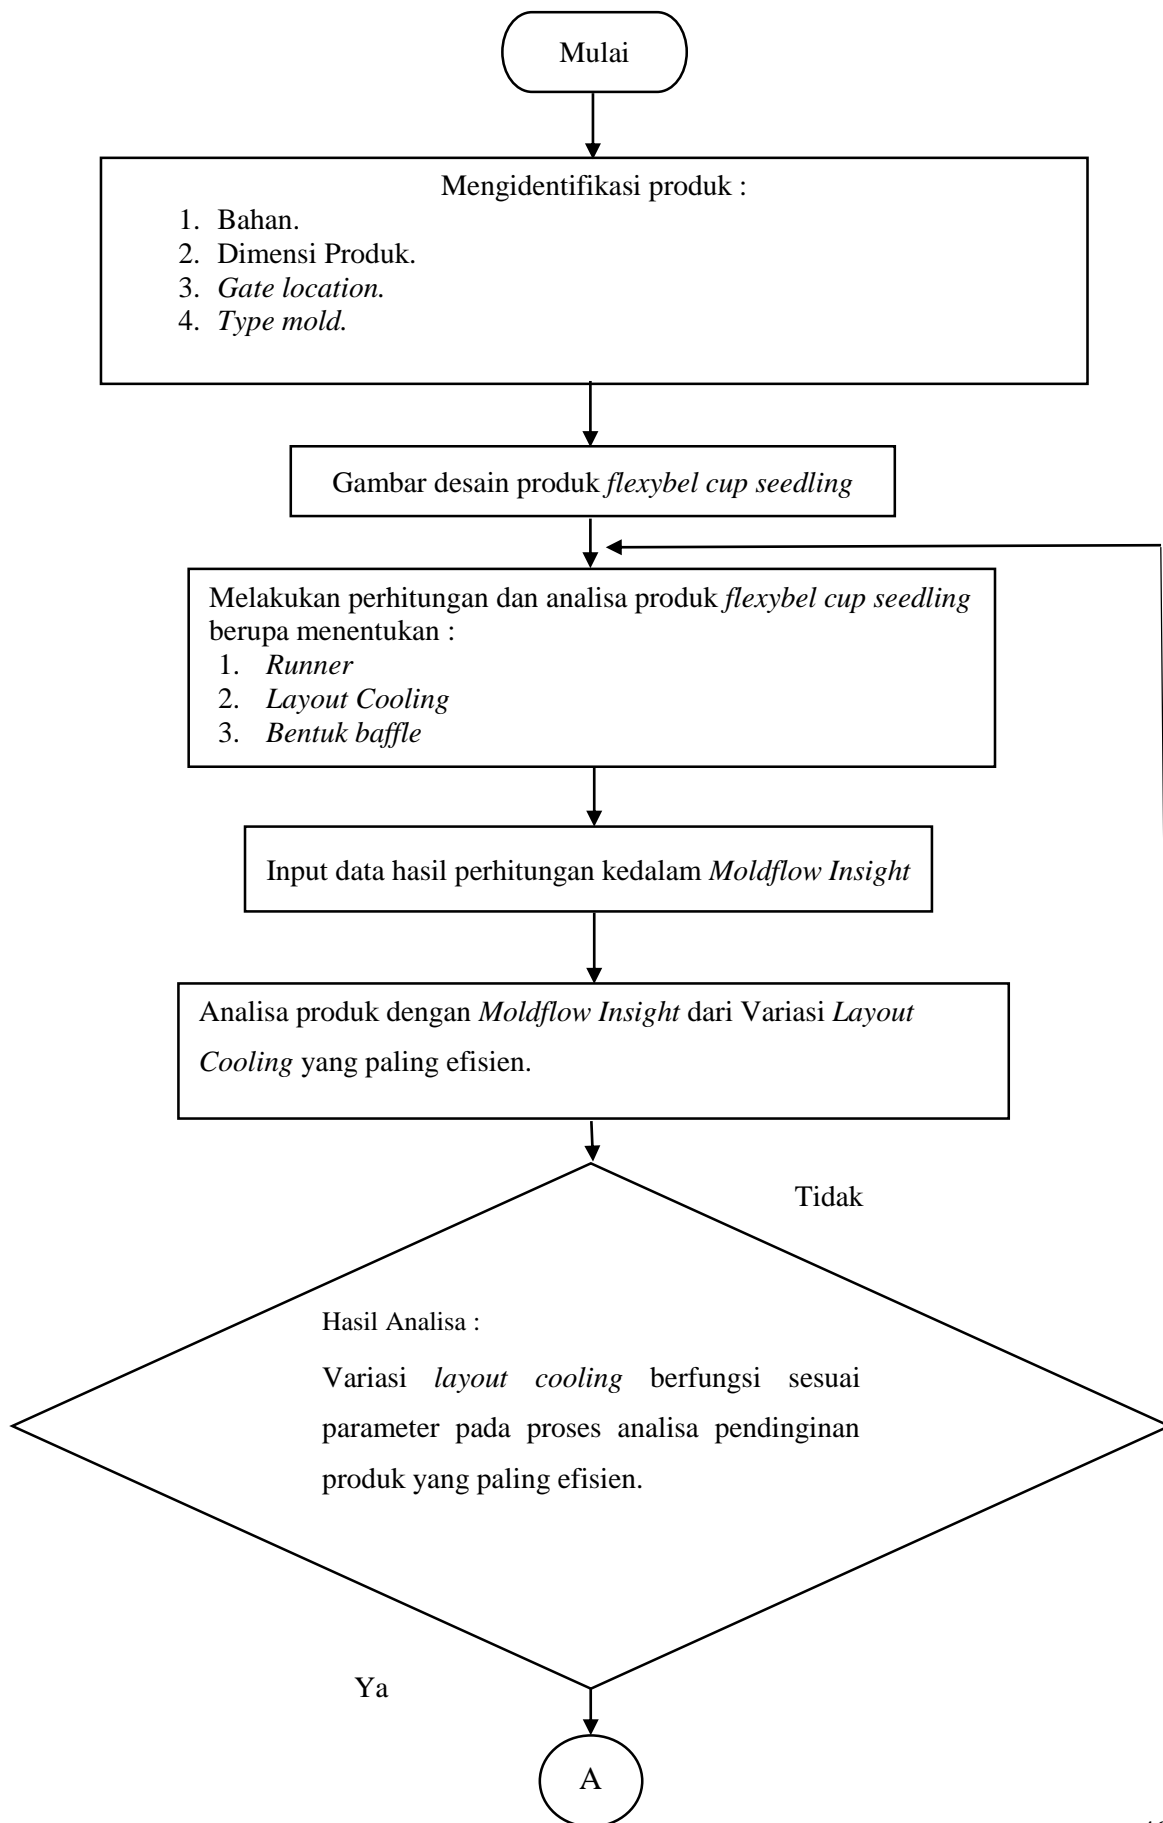 Mulai
Mengidentifikasi produk :
1. Bahan.
2. Dimensi Produk.
3. Gate location.
4. Type mold.
Gambar desain produk flexybel cup seedling
Melakukan perhitungan dan analisa produk flexybel cup seedling
berupa menentukan :
1. Runner
2. Layout Cooling
3. Bentuk baffle
Input data hasil perhitungan kedalam Moldflow Insight
Analisa produk dengan Moldflow Insight dari Variasi Layout
Cooling yang paling efisien.
Tidak
Hasil Analisa :
Variasi layout cooling berfungsi sesuai
parameter pada proses analisa pendinginan
produk yang paling efisien.
Ya
A